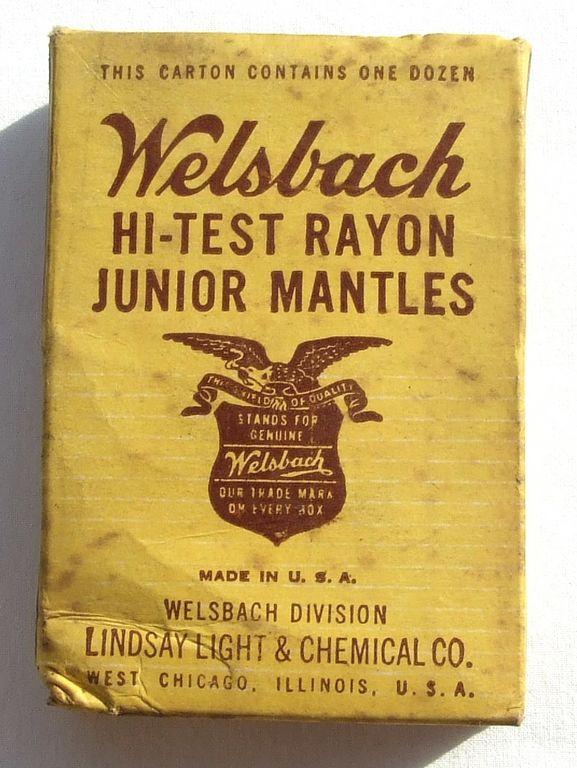 THIS CARTON CONTAINS ONE DOZEN
Welsbach
HI-TEST RAYON
JUNIOR MANTLES
THE SHIELD OF QUALITY
STANDS FOR
GENUINE
Welsbach
OUR TRADE MARK
ON EVERY BOX
MADE IN U. S. A.
WELSBACH DIVISION
LINDSAY LIGHT & CHEMICAL CO.
WEST CHICAGO, ILLINOIS, U. S. A.